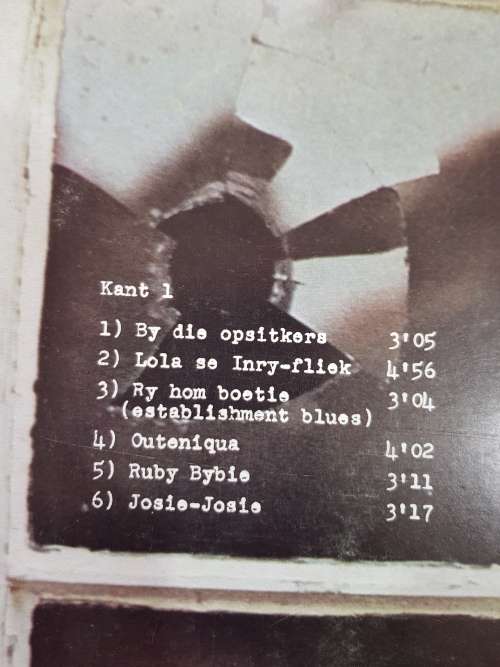 Kant 1
1) By die opsitkers 3'05
2) Lola se Inry-fliek 4'56
3) Ry hom boetie 3'04
(establishment blues)
4) Outeniqua 4'02
5) Ruby Bybie 3'11
6) Josie-Josie 3'17